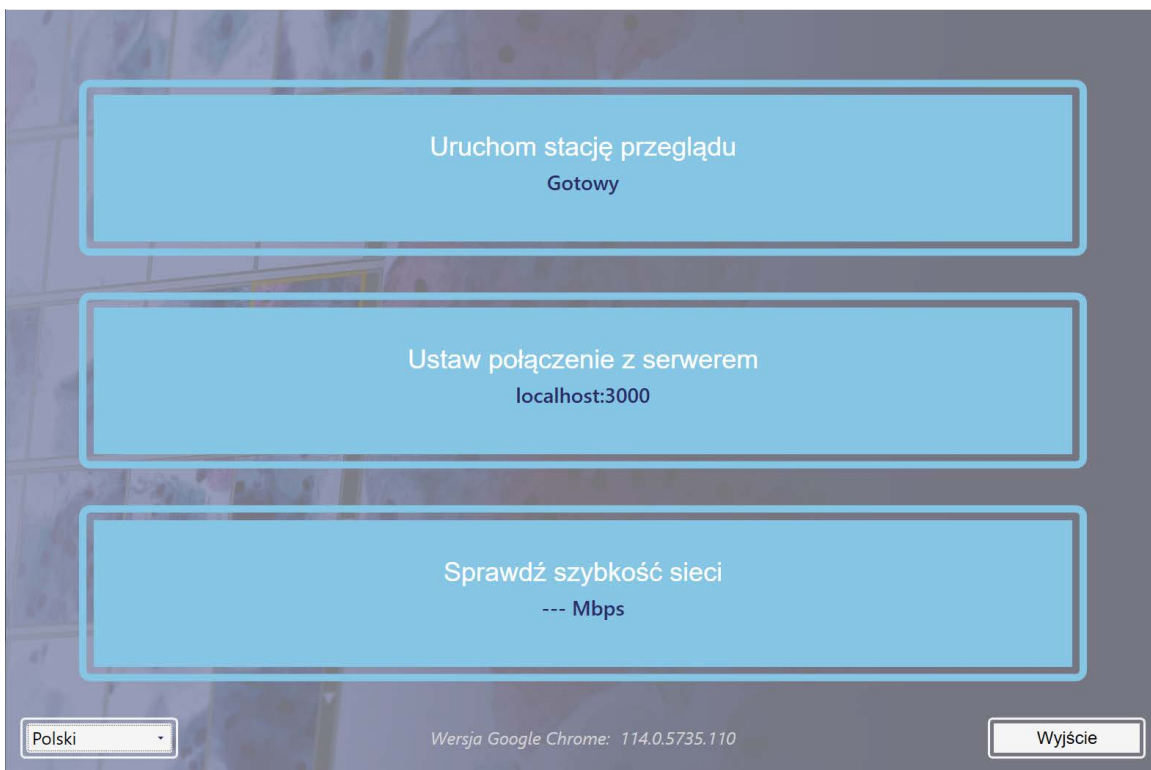 Uruchom stację przeglądu
Gotowy
Ustaw połączenie z serwerem
localhost:3000
Sprawdź szybkość sieci
--- Mbps
Polski
Wersja Google Chrome: 114.0.5735.110
Wyjście